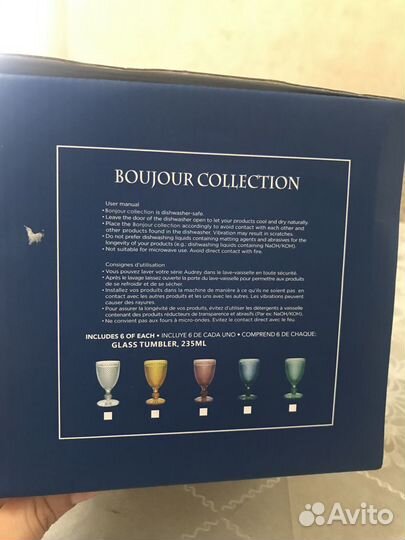 BOUJOUR COLLECTION
User manual
•Bonjour collection is dishwasher-safe.
• Leave the door of the dishwasher open to let your products cool and dry naturally.
• Place the Bonjour collection accordingly to avoid contact with each other and
other products found in the dishwasher. Vibration may result in scratches.
• Do not prefer dishwashing liquids containing matting agents and abrasives for the
longevity of your products (e.g.; dishwashing liquids containing NaOH/KOH).
• Not suitable for microwave use. Avoid direct contact with fire.
Consignes d'utilisation
• Vous pouvez laver votre série Audrey dans le lave-vaisselle en toute sécurité.
• Après le lavage laissez ouverte la porte du lave-vaisselle pour permettre aux produits
de se refroidir et de se sécher.
• Installez vos produits dans la machine de manière à ce qu'ils ne soient pas en
contact avec les autres produits et les uns avec les autres. Les vibrations peuvent
causer des rayures.
• Pour assurer la longévité de vos produits, évitez d'utiliser les détergents à vaisselle
contenant des produits réducteurs de transparence et abrasifs (Par ex: NaOH/KOH).
• Ne convient pas aux fours à micro-ondes. Evitez le contact direct avec le feu.
INCLUDES 6 OF EACH • INCLUYE 6 DE CADA UNO • COMPREND 6 DE CHAQUE:
GLASS TUMBLER, 235ML
Avito